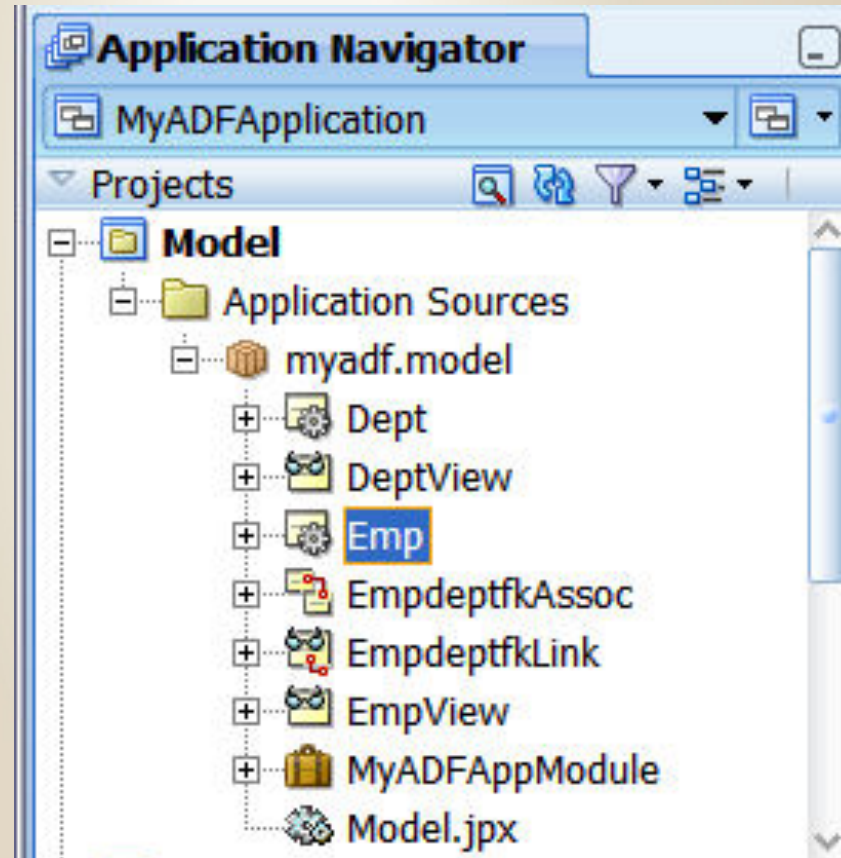 Application Navigator
MyADFApplication
Projects
Model
Application Sources
myadf.model
Dept
DeptView
Emp
EmpdeptfkAssoc
EmpdeptfkLink
EmpView
MyADFAppModule
Model.jpx